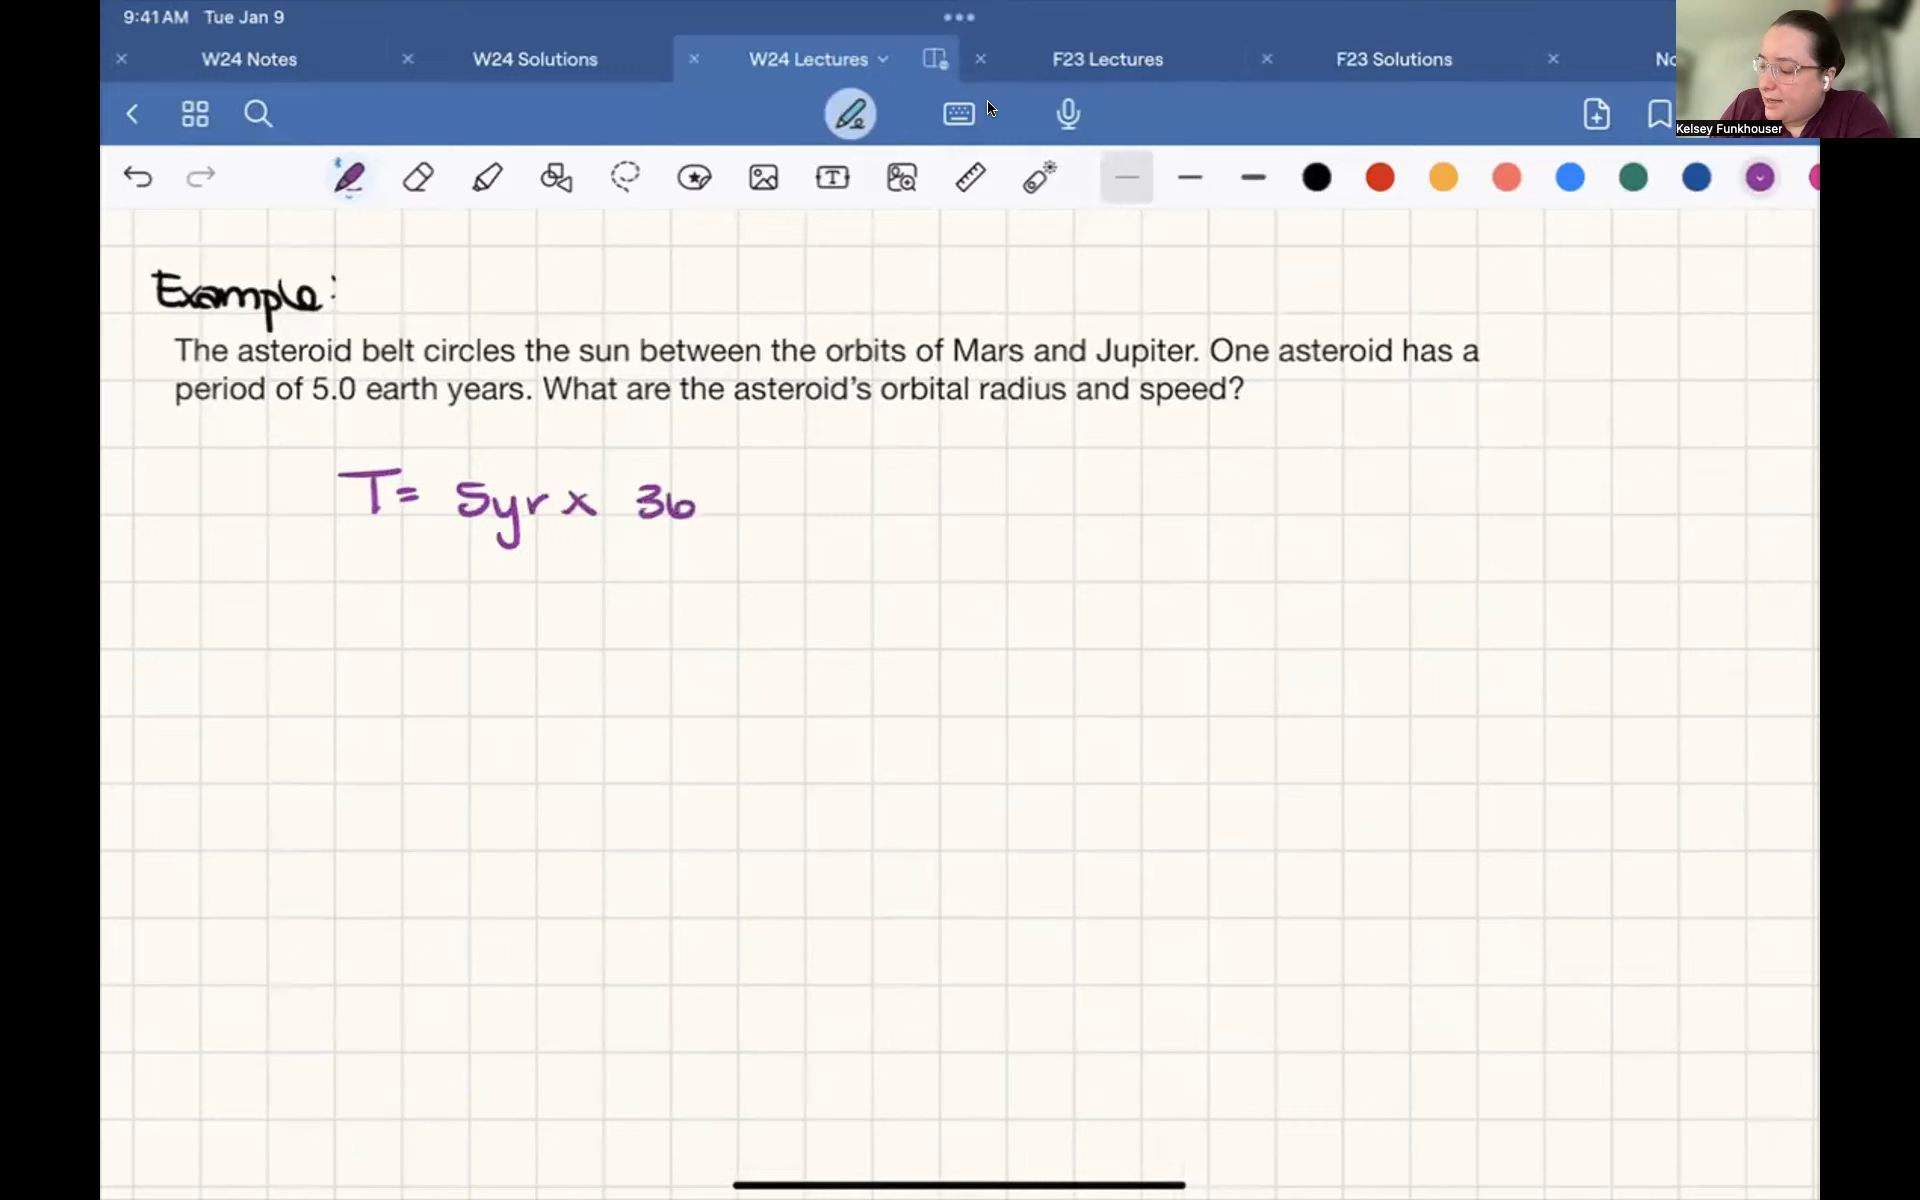 9:41 AM Tue Jan 9
W24 Notes W24 Solutions W24 Lectures F23 Lectures F23 Solutions No
Kelsey Funkhouser
Example:
The asteroid belt circles the sun between the orbits of Mars and Jupiter. One asteroid has a
period of 5.0 earth years. What are the asteroid's orbital radius and speed?
T= 5yr x 36